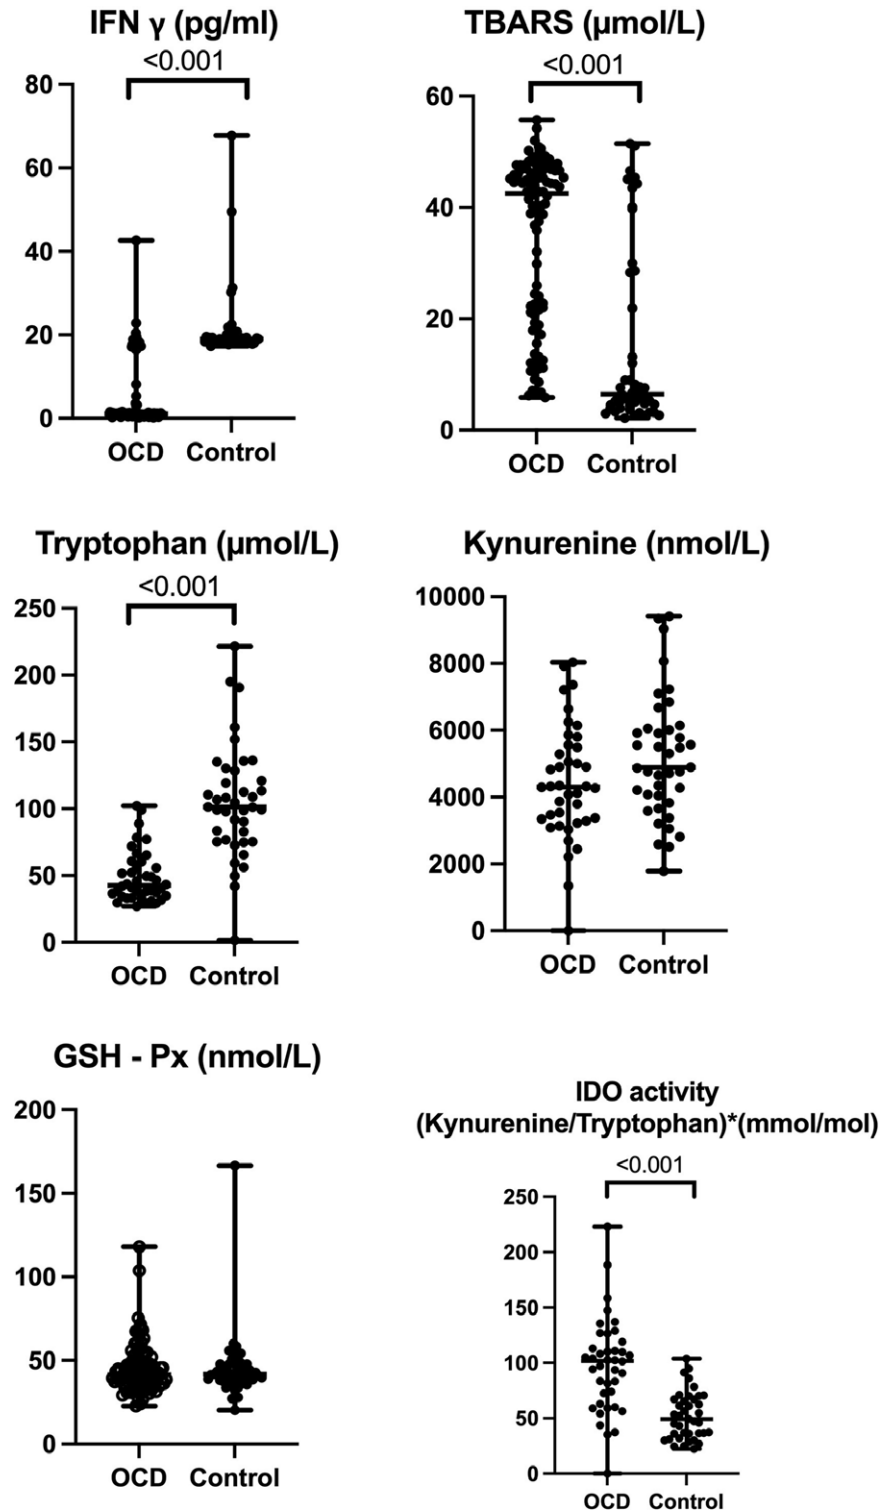 IFN γ (pg/ml)
<0.001
80
60
40
20
0
OCD Control
TBARS (µmol/L)
<0.001
60
40
20
0
OCD Control
Tryptophan (µmol/L)
<0.001
250
200
150
100
50
0
OCD Control
Kynurenine (nmol/L)
10000
8000
6000
4000
2000
0
OCD Control
GSH - Px (nmol/L)
200
150
100
50
0
OCD Control
IDO activity
(Kynurenine/Tryptophan)*(mmol/mol)
<0.001
250
200
150
100
50
0
OCD Control